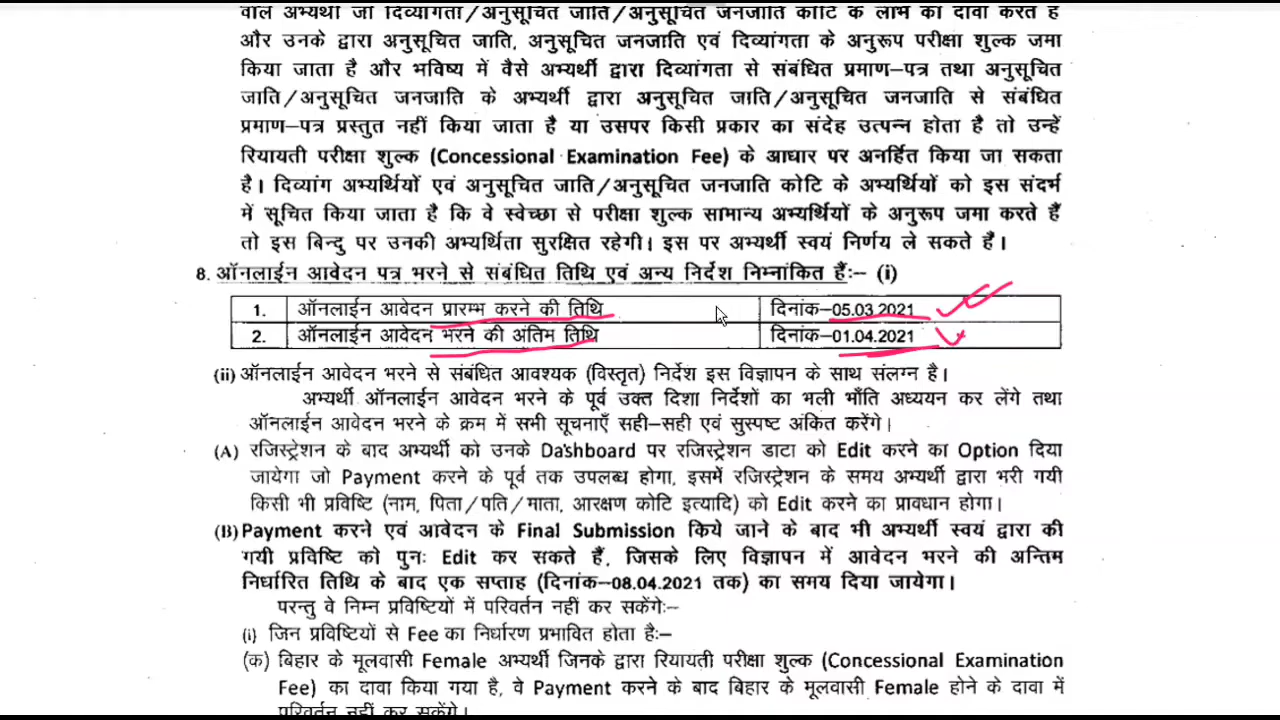 वाले अभ्यर्थी जो दिव्यांगता/अनुसूचित जाति/अनुसूचित जनजाति कोटि के लाभ का दावा करते हैं
और उनके द्वारा अनुसूचित जाति, अनुसूचित जनजाति एवं दिव्यांगता के अनुरूप परीक्षा शुल्क जमा
किया जाता है और भविष्य में वैसे अभ्यर्थी द्वारा दिव्यांगता से संबंधित प्रमाण–पत्र तथा अनुसूचित
जाति/अनुसूचित जनजाति के अभ्यर्थी द्वारा अनुसूचित जाति/अनुसूचित जनजाति से संबंधित
प्रमाण–पत्र प्रस्तुत नहीं किया जाता है या उसपर किसी प्रकार का संदेह उत्पन्न होता है तो उन्हें
रियायती परीक्षा शुल्क (Concessional Examination Fee) के आधार पर अनर्हित किया जा सकता
है। दिव्यांग अभ्यर्थियों एवं अनुसूचित जाति/अनुसूचित जनजाति कोटि के अभ्यर्थियों को इस संदर्भ
में सूचित किया जाता है कि वे स्वेच्छा से परीक्षा शुल्क सामान्य अभ्यर्थियों के अनुरूप जमा करते हैं
तो इस बिन्दु पर उनकी अभ्यर्थिता सुरक्षित रहेगी। इस पर अभ्यर्थी स्वयं निर्णय ले सकते हैं।
8. ऑनलाईन आवेदन पत्र भरने से संबंधित तिथि एवं अन्य निर्देश निम्नांकित हैं:– (i)
1. ऑनलाईन आवेदन प्रारम्भ करने की तिथि दिनांक–05.03.2021
2. ऑनलाईन आवेदन भरने की अंतिम तिथि दिनांक–01.04.2021
(ii) ऑनलाईन आवेदन भरने से संबंधित आवश्यक (विस्तृत) निर्देश इस विज्ञापन के साथ संलग्न है।
अभ्यर्थी ऑनलाईन आवेदन भरने के पूर्व उक्त दिशा निर्देशों का भली भाँति अध्ययन कर लेंगे तथा
ऑनलाईन आवेदन भरने के क्रम में सभी सूचनाएँ सही–सही एवं सुस्पष्ट अंकित करेंगे।
(A) रजिस्ट्रेशन के बाद अभ्यर्थी को उनके Dashboard पर रजिस्ट्रेशन डाटा को Edit करने का Option दिया
जायेगा जो Payment करने के पूर्व तक उपलब्ध होगा, इसमें रजिस्ट्रेशन के समय अभ्यर्थी द्वारा भरी गयी
किसी भी प्रविष्टि (नाम, पिता/पति/माता, आरक्षण कोटि इत्यादि) को Edit करने का प्रावधान होगा।
(B) Payment करने एवं आवेदन के Final Submission किये जाने के बाद भी अभ्यर्थी स्वयं द्वारा की
गयी प्रविष्टि को पुनः Edit कर सकते हैं, जिसके लिए विज्ञापन में आवेदन भरने की अन्तिम
निर्धारित तिथि के बाद एक सप्ताह (दिनांक–08.04.2021 तक) का समय दिया जायेगा।
परन्तु वे निम्न प्रविष्टियों में परिवर्तन नहीं कर सकेंगेः–
(i) जिन प्रविष्टियों से Fee का निर्धारण प्रभावित होता है:–
(क) बिहार के मूलवासी Female अभ्यर्थी जिनके द्वारा रियायती परीक्षा शुल्क (Concessional Examination
Fee) का दावा किया गया है, वे Payment करने के बाद बिहार के मूलवासी Female होने के दावा में
परिवर्तन नहीं कर सकेंगे।